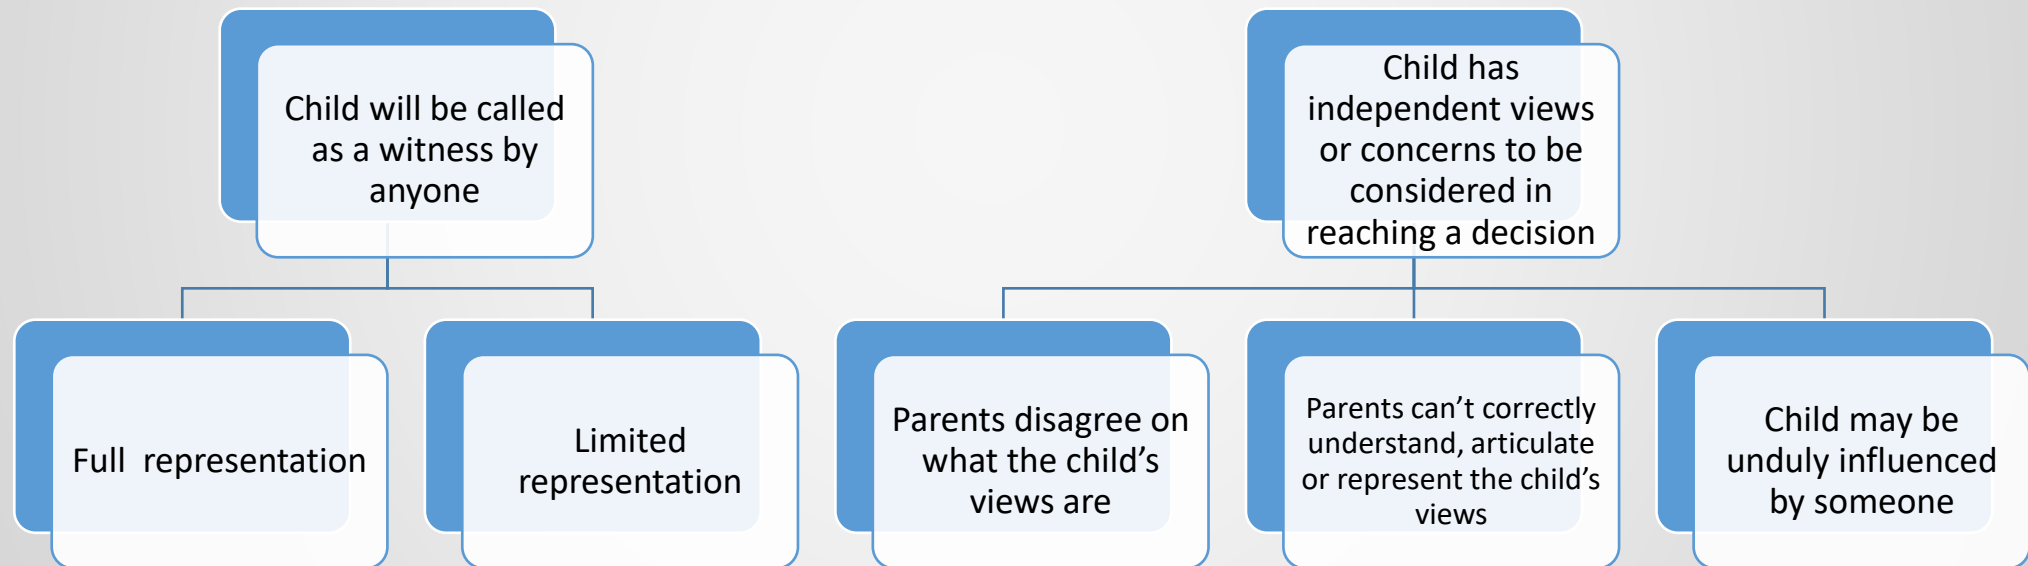 Child will be called
as a witness by
anyone
Child has
independent views
or concerns to be
considered in
reaching a decision
Full  representation
Limited
representation
Parents disagree on
what the child’s
views are
Parents can’t correctly
understand, articulate
or represent the child’s
views
Child may be
unduly influenced
by someone